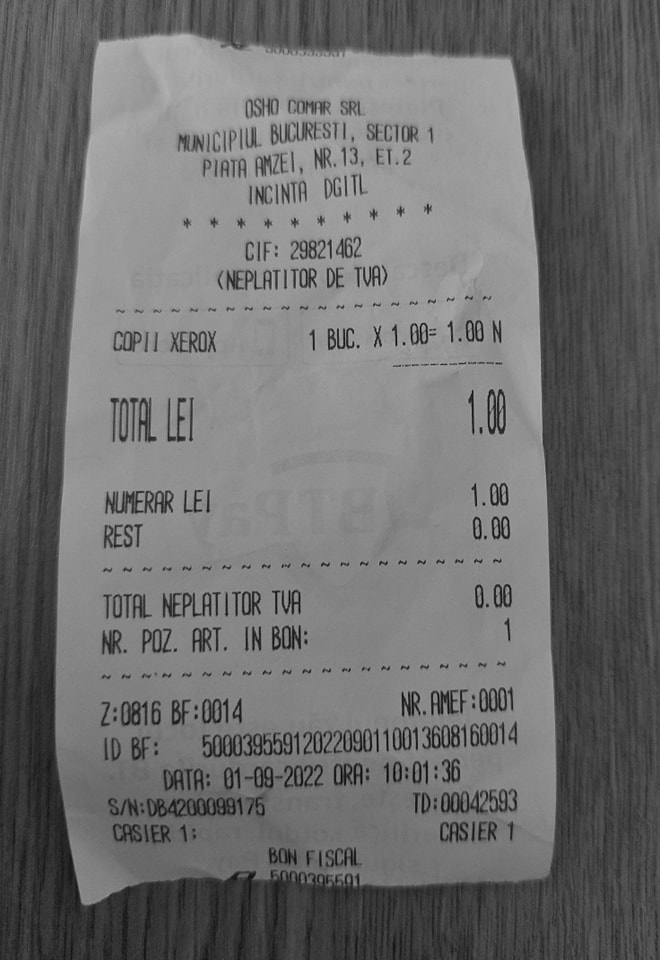 OSHO COMAR SRL
MUNICIPIUL BUCURESTI, SECTOR 1
PIATA AMZEI, NR.13, ET.2
INCINTA DGITL
* * * * * * * * * *
CIF: 29821462
(NEPLATITOR DE TVA)
~ ~ ~ ~ ~ ~ ~ ~ ~ ~ ~ ~ ~ ~ ~ ~ ~ ~ ~ ~
COPII XEROX 1 BUC. X 1.00= 1.00 N
TOTAL LEI 1.00
NUMERAR LEI 1.00
REST 0.00
~ ~ ~ ~ ~ ~ ~ ~ ~ ~ ~ ~ ~ ~ ~ ~ ~ ~ ~ ~
TOTAL NEPLATITOR TVA 0.00
NR. POZ. ART. IN BON: 1
~ ~ ~ ~ ~ ~ ~ ~ ~ ~ ~ ~ ~ ~ ~ ~ ~ ~ ~ ~
Z:0816 BF:0014 NR.AMEF:0001
ID BF: 50003955912022090110013608160014
DATA: 01-09-2022 ORA: 10:01:36
S/N:DB4200099175 TD:00042593
CASIER 1: CASIER 1
BON FISCAL
5000395591